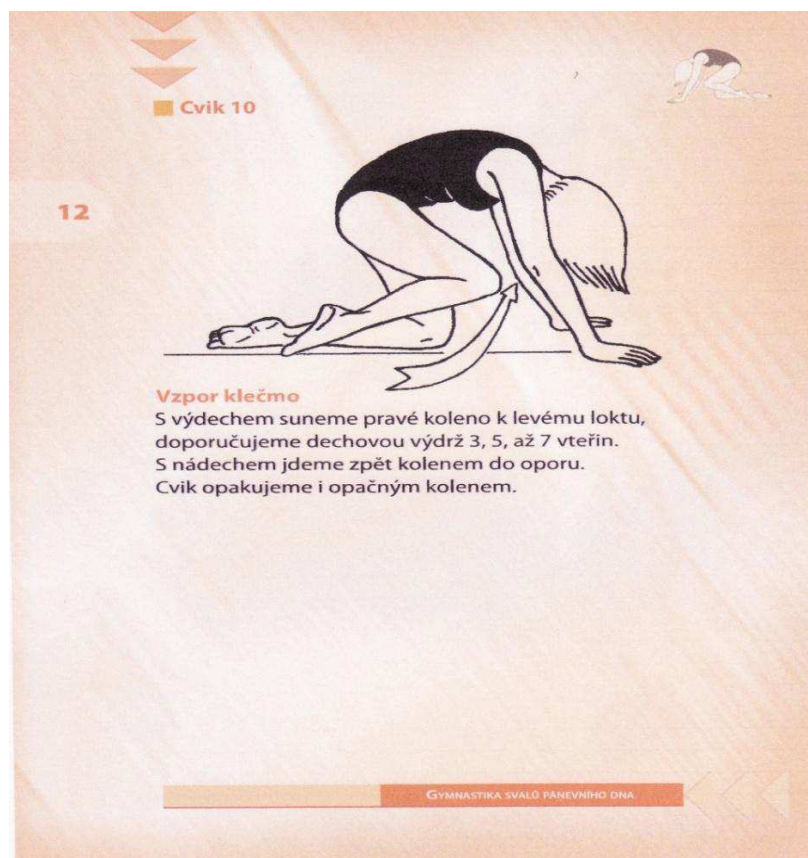 Cvik 10
12
Vzpor klečmo
S výdechem suneme pravé koleno k levému loktu,
doporučujeme dechovou výdrž 3, 5, až 7 vteřin.
S nádechem jdeme zpět kolenem do oporu.
Cvik opakujeme i opačným kolenem.
GYMNASTIKA SVALŮ PÁNEVNÍHO DNA